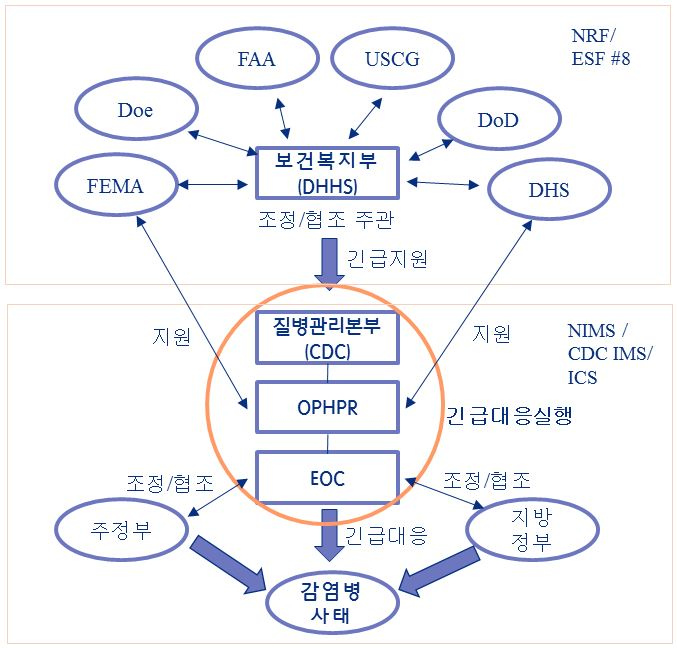 NRF/
ESF #8
FAA
USCG
Doe
DoD
보건복지부
(DHHS)
FEMA
DHS
조정/협조 주관
긴급지원
질병관리본부
(CDC)
지원
지원
NIMS /
CDC IMS/
ICS
OPHPR
긴급대응실행
EOC
조정/협조
조정/협조
주정부
지방
정부
긴급대응
감염병
사태